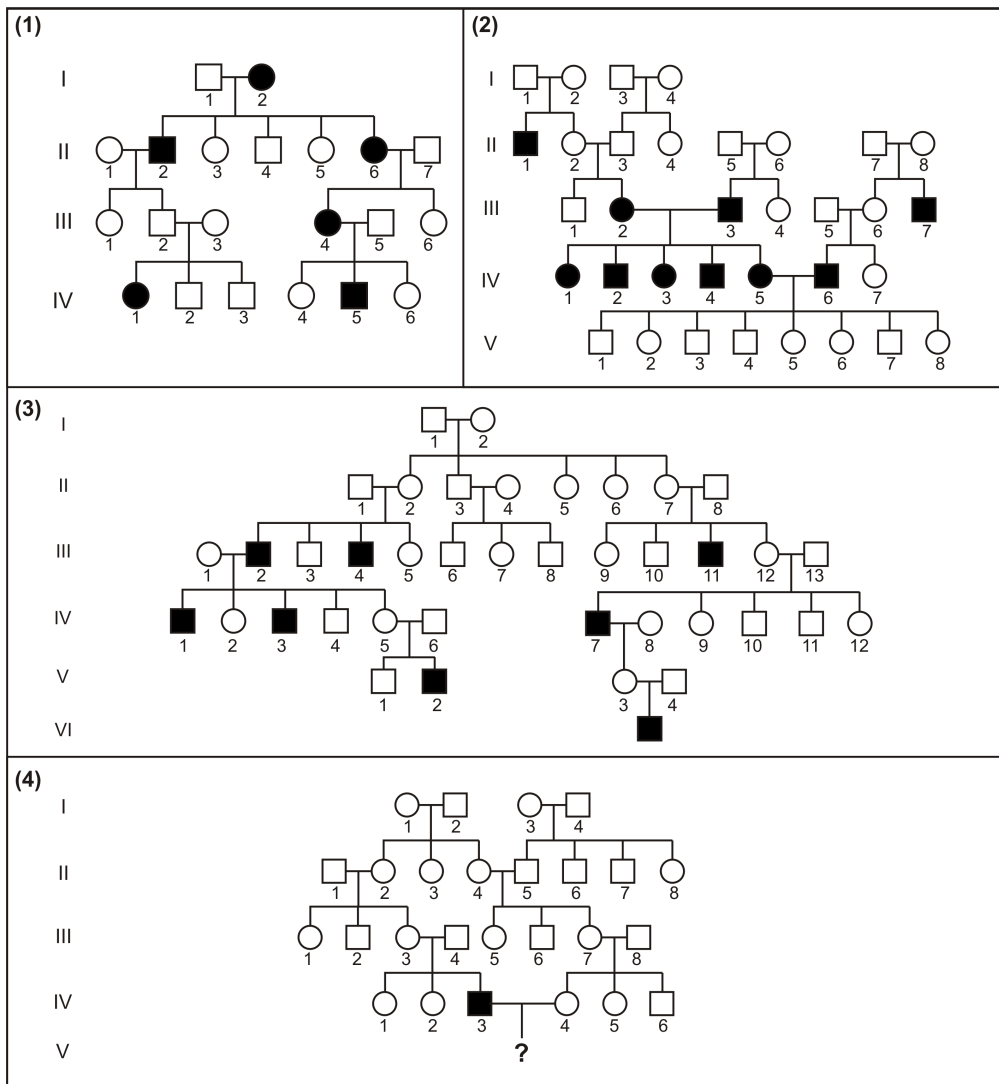 (1)
I
1 2
II
1 2 3 4 5 6 7
III
1 2 3 4 5 6
IV
1 2 3 4 5 6
(2)
I
1 2 3 4
II
1 2 3 4 5 6 7 8
III
1 2 3 4 5 6 7
IV
1 2 3 4 5 6 7
V
1 2 3 4 5 6 7 8
(3)
I
1 2
II
1 2 3 4 5 6 7 8
III
1 2 3 4 5 6 7 8 9 10 11 12 13
IV
1 2 3 4 5 6 7 8 9 10 11 12
V
1 2 3 4
VI
(4)
I
1 2 3 4
II
1 2 3 4 5 6 7 8
III
1 2 3 4 5 6 7 8
IV
1 2 3 4 5 6
V
?